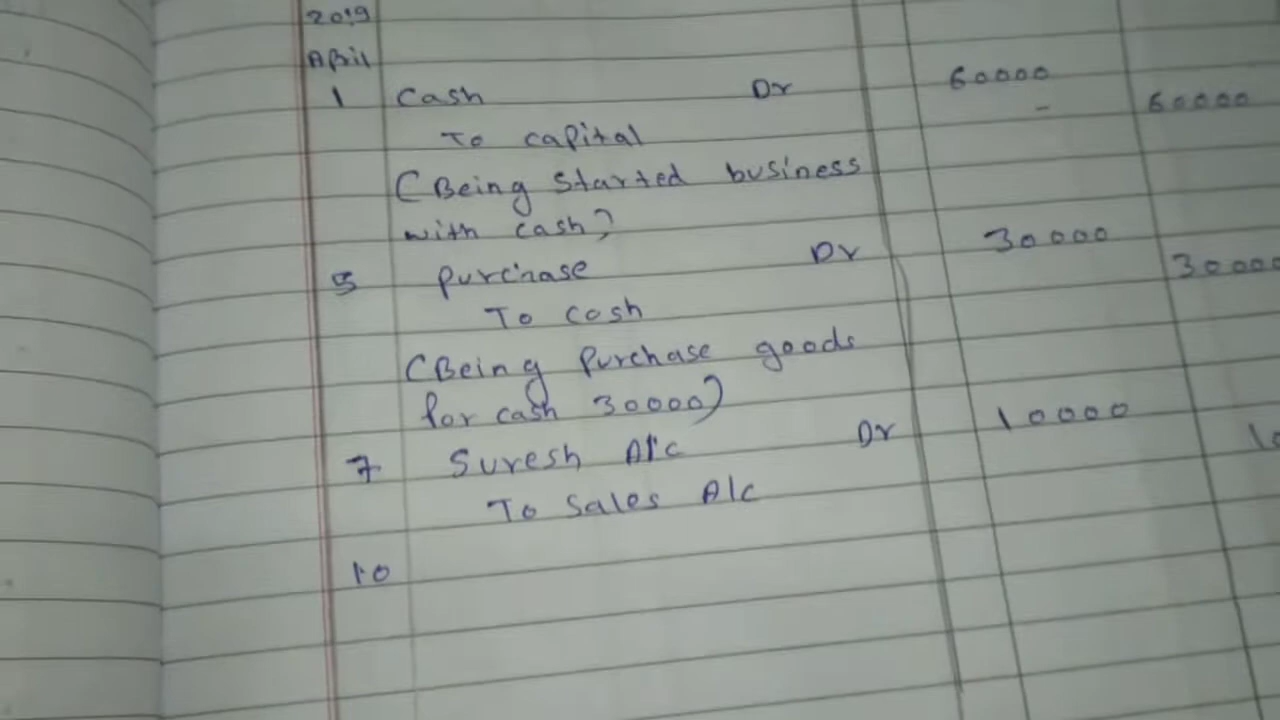 2019
April
1 Cash Dr 60000
To capital 60000
(Being started business
with cash)
5 purchase Dr 30000
To cash 30000
(Being Purchase goods
for cash 30000)
7 Suresh A/c Dr 10000
To Sales A/c 10
10